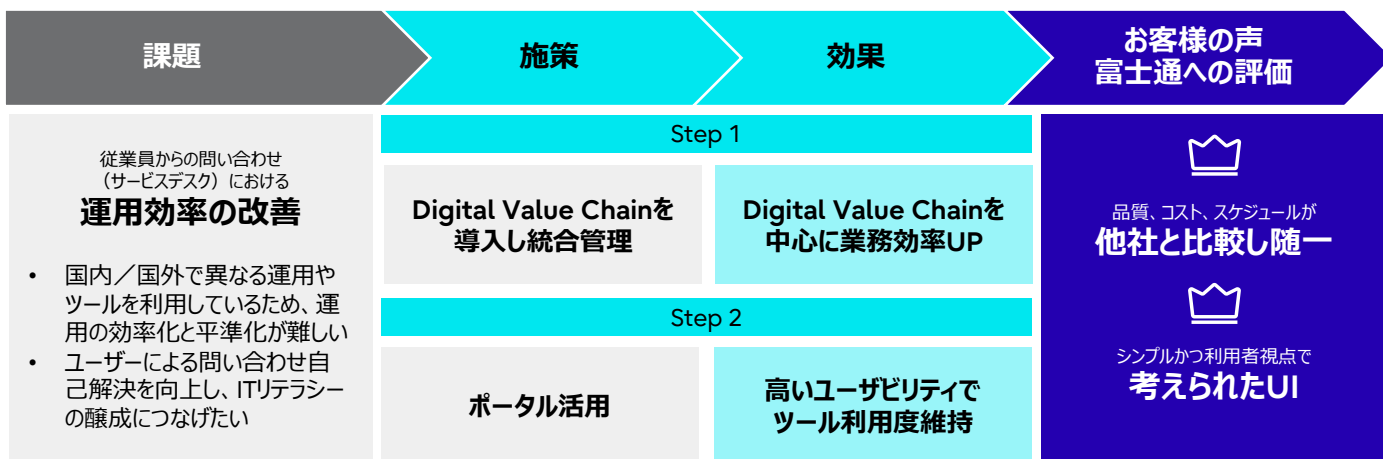 課題
施策
効果
お客様の声
富士通への評価
従業員からの問い合わせ
（サービスデスク）における
運用効率の改善
• 国内／国外で異なる運用や
ツールを利用しているため、運
用の効率化と平準化が難しい
• ユーザーによる問い合わせ自
己解決を向上し、ITリテラシー
の醸成につなげたい
Step 1
Digital Value Chainを
導入し統合管理
Digital Value Chainを
中心に業務効率UP
Step 2
ポータル活用
高いユーザビリティで
ツール利用度維持
品質、コスト、スケジュールが
他社と比較し随一
シンプルかつ利用者視点で
考えられたUI